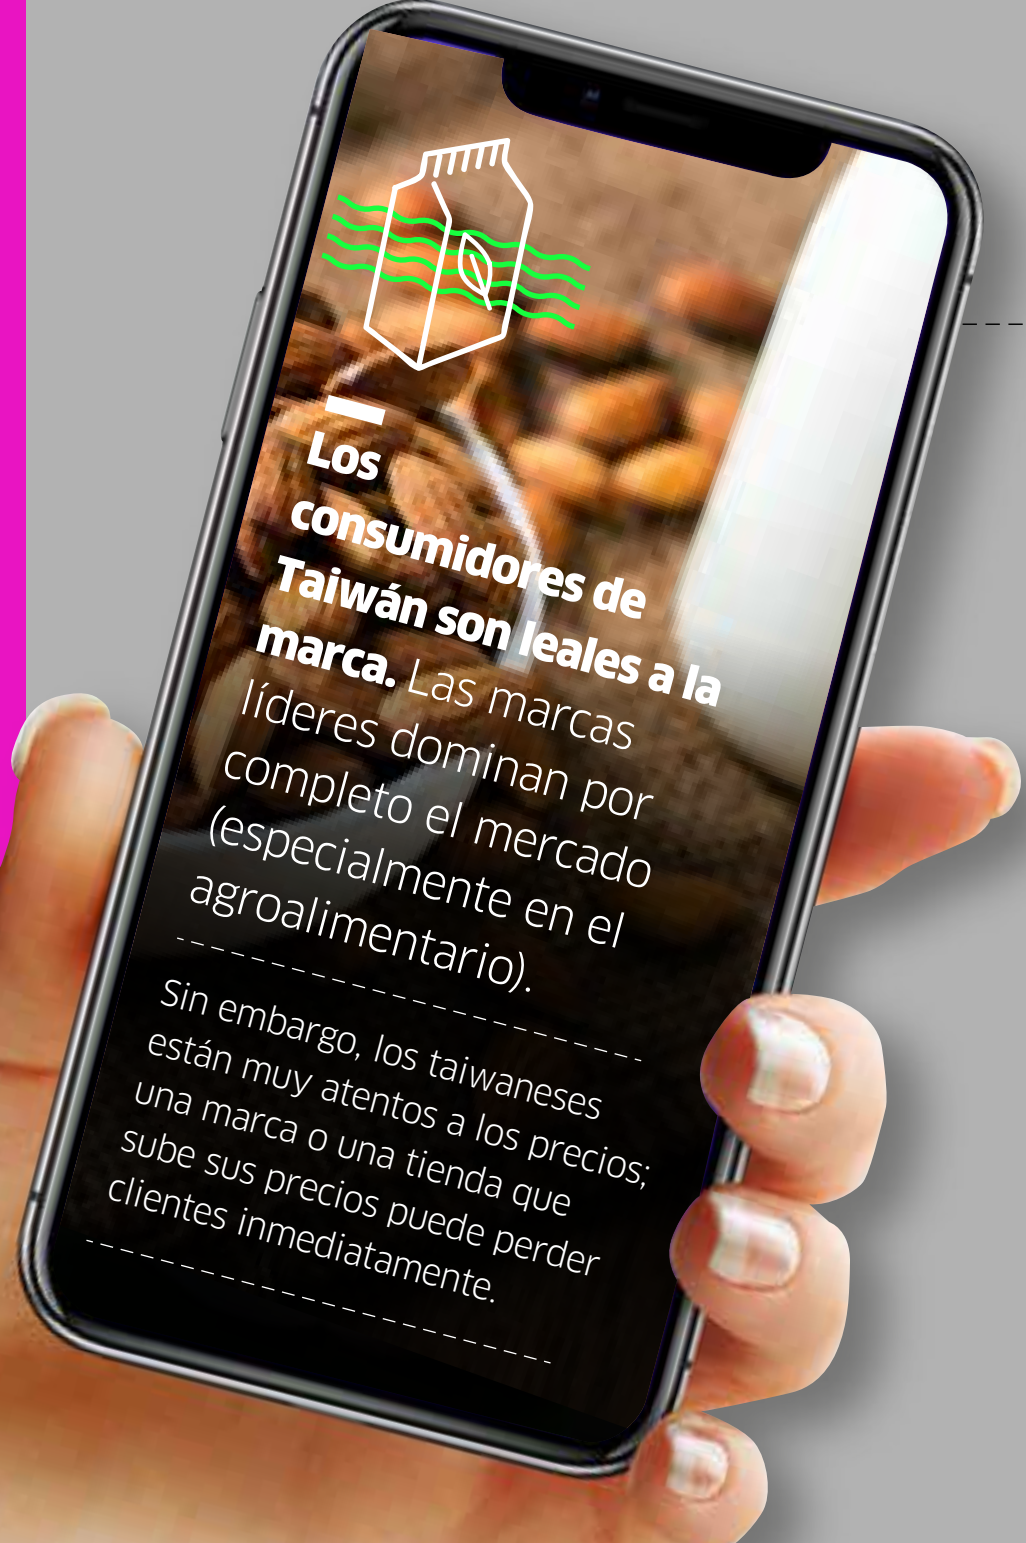 Los
consumidores de
Taiwán son leales a la
marca. Las marcas
líderes dominan por
completo el mercado
(especialmente en el
agroalimentario).
Sin embargo, los taiwaneses
están muy atentos a los precios;
una marca o una tienda que
sube sus precios puede perder
clientes inmediatamente.